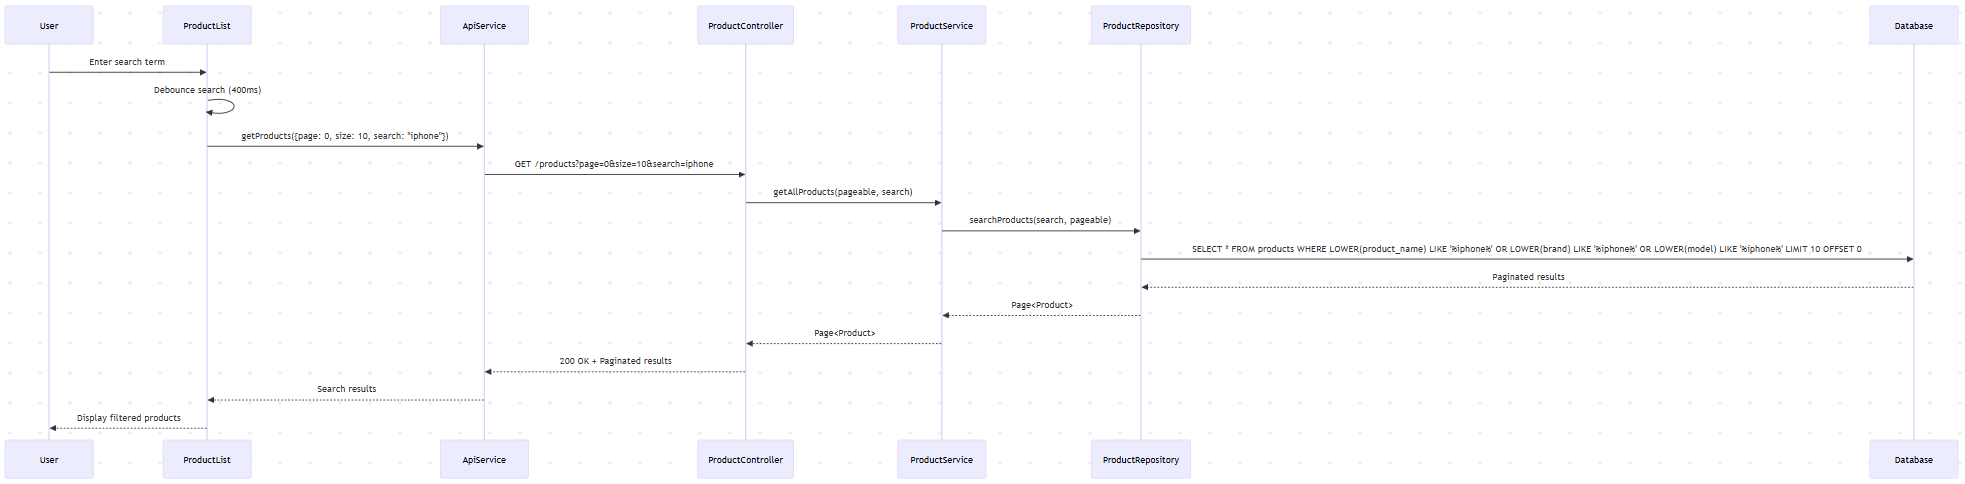 User
ProductList
ApiService
ProductController
ProductService
ProductRepository
Database
Enter search term
Debounce search (400ms)
getProducts({page: 0, size: 10, search: "iphone"})
GET /products?page=0&size=10&search=iphone
getAllProducts(pageable, search)
searchProducts(search, pageable)
SELECT * FROM products WHERE LOWER(product_name) LIKE '%iphone%' OR LOWER(brand) LIKE '%iphone%' OR LOWER(model) LIKE '%iphone%' LIMIT 10 OFFSET 0
Paginated results
Page<Product>
Page<Product>
200 OK + Paginated results
Search results
Display filtered products
User
ProductList
ApiService
ProductController
ProductService
ProductRepository
Database